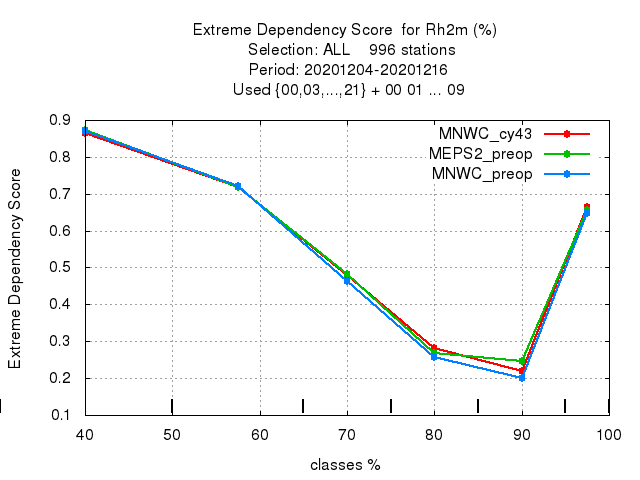 Extreme Dependency Score  for Rh2m (%)
Selection: ALL    996 stations
Period: 20201204-20201216
Used {00,03,...,21} + 00 01 ... 09
MNWC_cy43
MEPS2_preop
MNWC_preop
Extreme Dependency Score
0.9
0.8
0.7
0.6
0.5
0.4
0.3
0.2
0.1
40 50 60 70 80 90 100
classes %